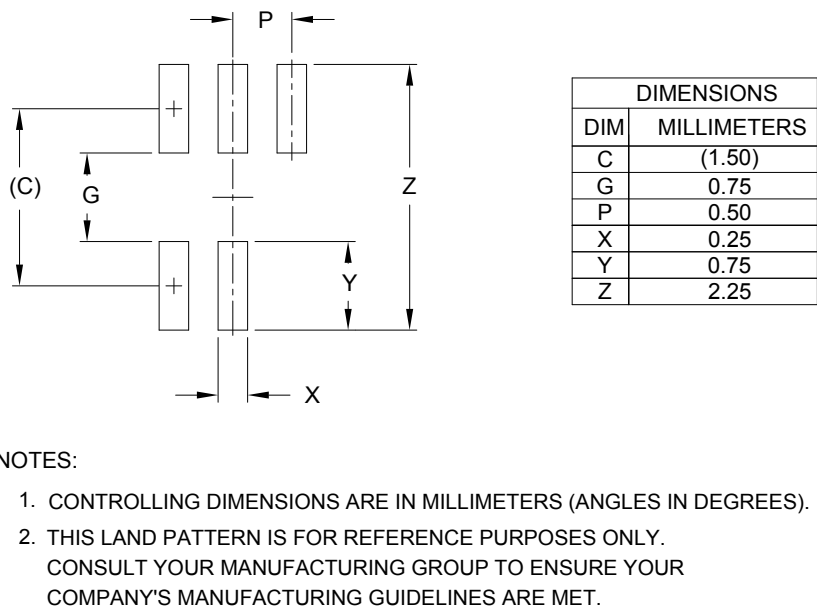 P
(C)
G
Z
Y
X
DIMENSIONS
DIM MILLIMETERS
C (1.50)
G 0.75
P 0.50
X 0.25
Y 0.75
Z 2.25
NOTES:
1. CONTROLLING DIMENSIONS ARE IN MILLIMETERS (ANGLES IN DEGREES).
2. THIS LAND PATTERN IS FOR REFERENCE PURPOSES ONLY.
CONSULT YOUR MANUFACTURING GROUP TO ENSURE YOUR
COMPANY'S MANUFACTURING GUIDELINES ARE MET.